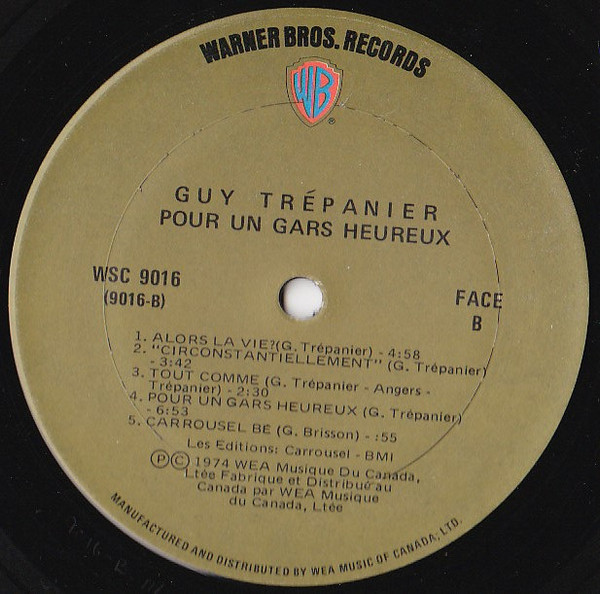 WARNER BROS. RECORDS
WB
®
GUY TRÉPANIER
POUR UN GARS HEUREUX
WSC 9016
(9016-B)
FACE
B
1. ALORS LA VIE?(G. Trépanier) - 4:58
2. "CIRCONSTANTIELLEMENT" (G. Trépanier)
- 3:42
3. TOUT COMME (G. Trépanier - Angers -
Trépanier) - 2:30
4. POUR UN GARS HEUREUX (G. Trépanier)
- 6:53
5. CARROUSEL BÉ (G. Brisson) - :55
Les Editions: Carrousel - BMI
Ⓟ Ⓒ 1974 WEA Musique Du Canada,
Ltée Fabrique et Distribué au
Canada par WEA Musique
du Canada, Ltée
MANUFACTURED AND DISTRIBUTED BY WEA MUSIC OF CANADA, LTD.